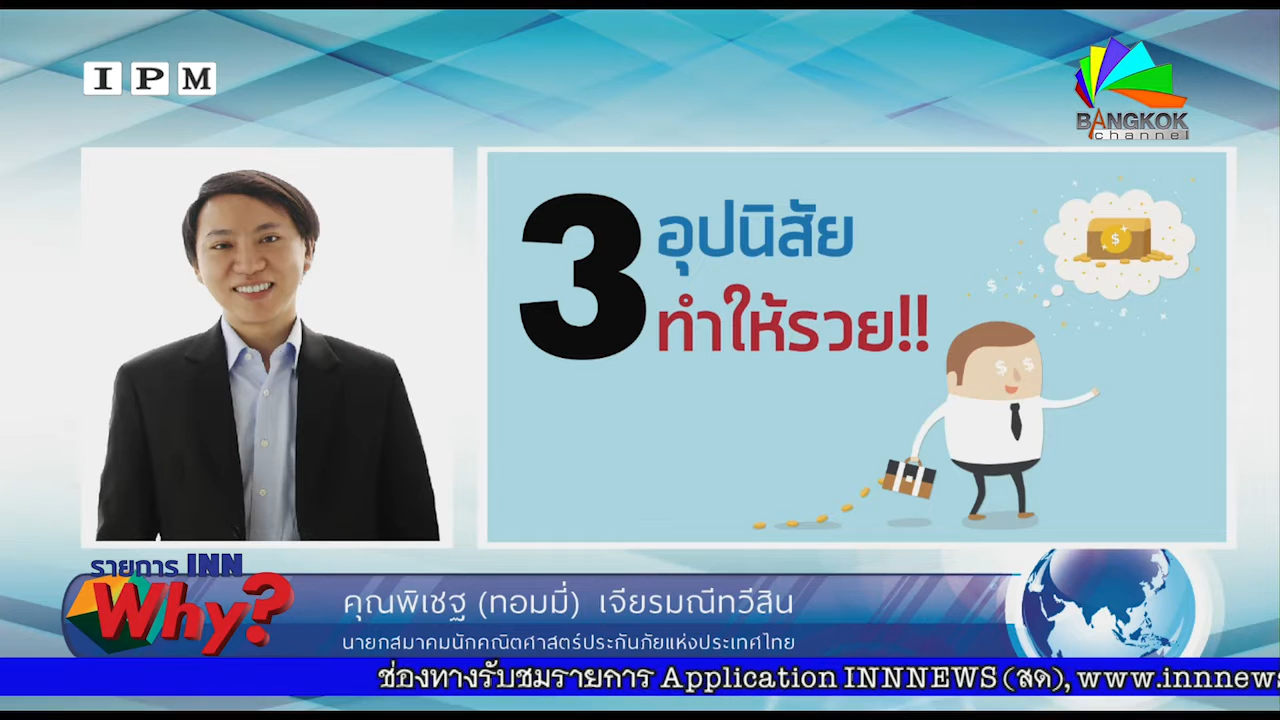 IPM
BANGKOK
channel
3 อุปนิสัย
ทำให้รวย!!
$
$
$ $
รายการ INN
Why?
คุณพิเชฐ (ทอมมี่) เจียรมณีทวีสิน
นายกสมาคมนักคณิตศาสตร์ประกันภัยแห่งประเทศไทย
ช่องทางรับชมรายการ Application INNNEWS (สด), www.innnews